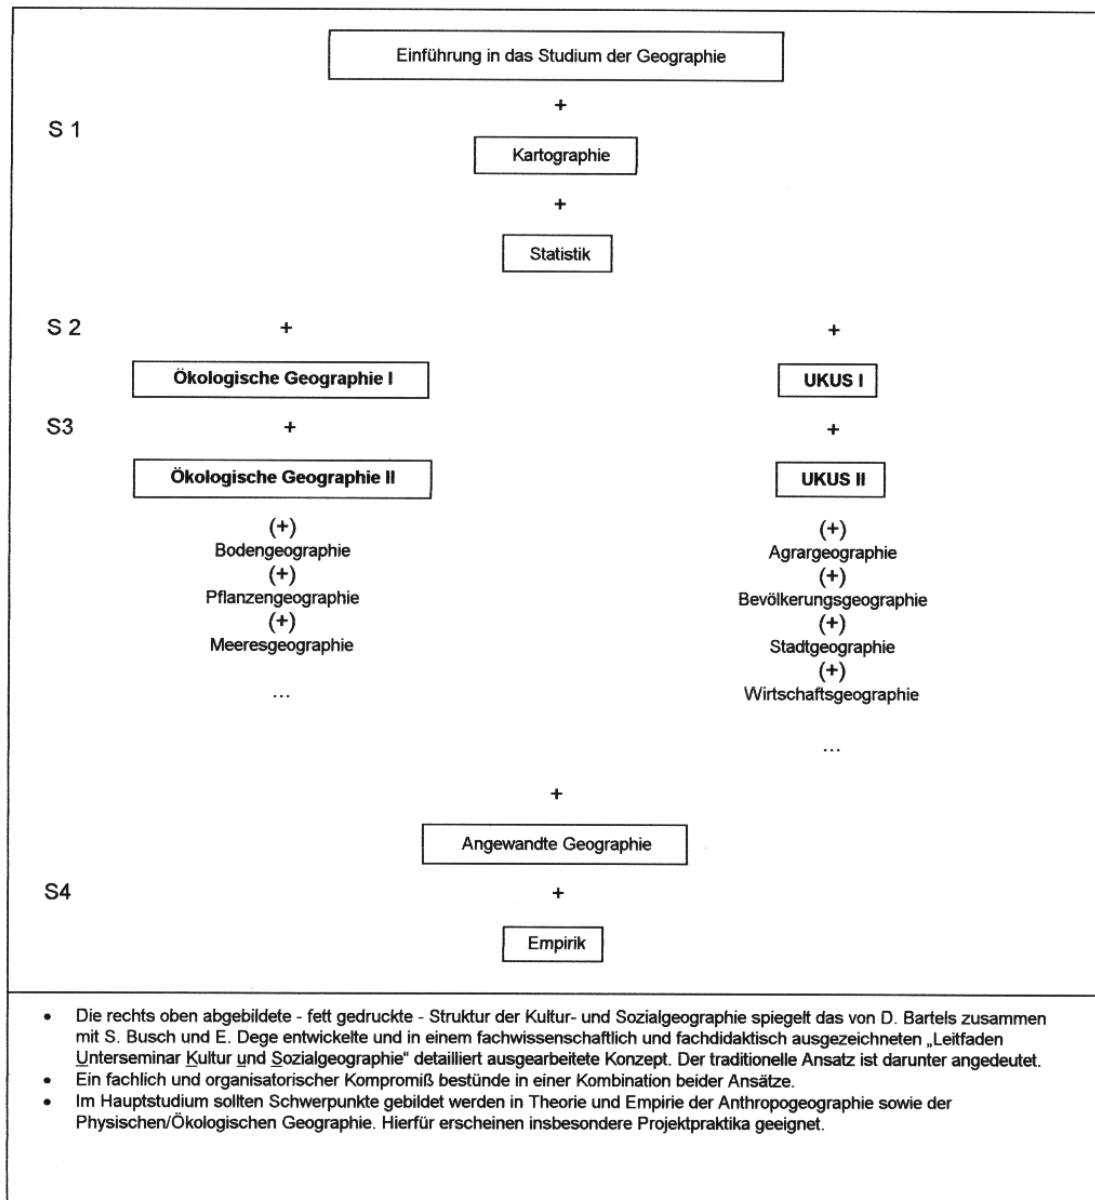 Einführung in das Studium der Geographie
+
S 1
Kartographie
+
Statistik
S 2 + +
Ökologische Geographie I UKUS I
S3 + +
Ökologische Geographie II UKUS II
(+) (+)
Bodengeographie Agrargeographie
(+) (+)
Pflanzengeographie Bevölkerungsgeographie
(+) (+)
Meeresgeographie Stadtgeographie
(+)
... Wirtschaftsgeographie
...
+
Angewandte Geographie
S4 +
Empirik
• Die rechts oben abgebildete - fett gedruckte - Struktur der Kultur- und Sozialgeographie spiegelt das von D. Bartels zusammen
mit S. Busch und E. Dege entwickelte und in einem fachwissenschaftlich und fachdidaktisch ausgezeichneten „Leitfaden
Unterseminar Kultur und Sozialgeographie“ detailliert ausgearbeitete Konzept. Der traditionelle Ansatz ist darunter angedeutet.
• Ein fachlich und organisatorischer Kompromiß bestünde in einer Kombination beider Ansätze.
• Im Hauptstudium sollten Schwerpunkte gebildet werden in Theorie und Empirie der Anthropogeographie sowie der
Physischen/Ökologischen Geographie. Hierfür erscheinen insbesondere Projektpraktika geeignet.